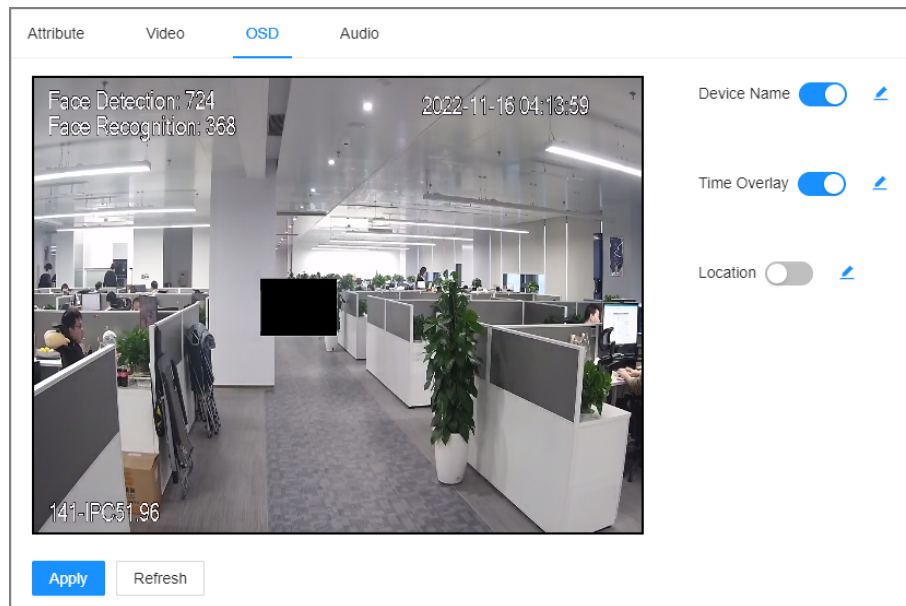 Attribute Video OSD Audio
Face Detection: 724
Face Recognition: 368
2022-11-16 04:13:59
141-IPC51.96
Device Name
Time Overlay
Location
Apply Refresh